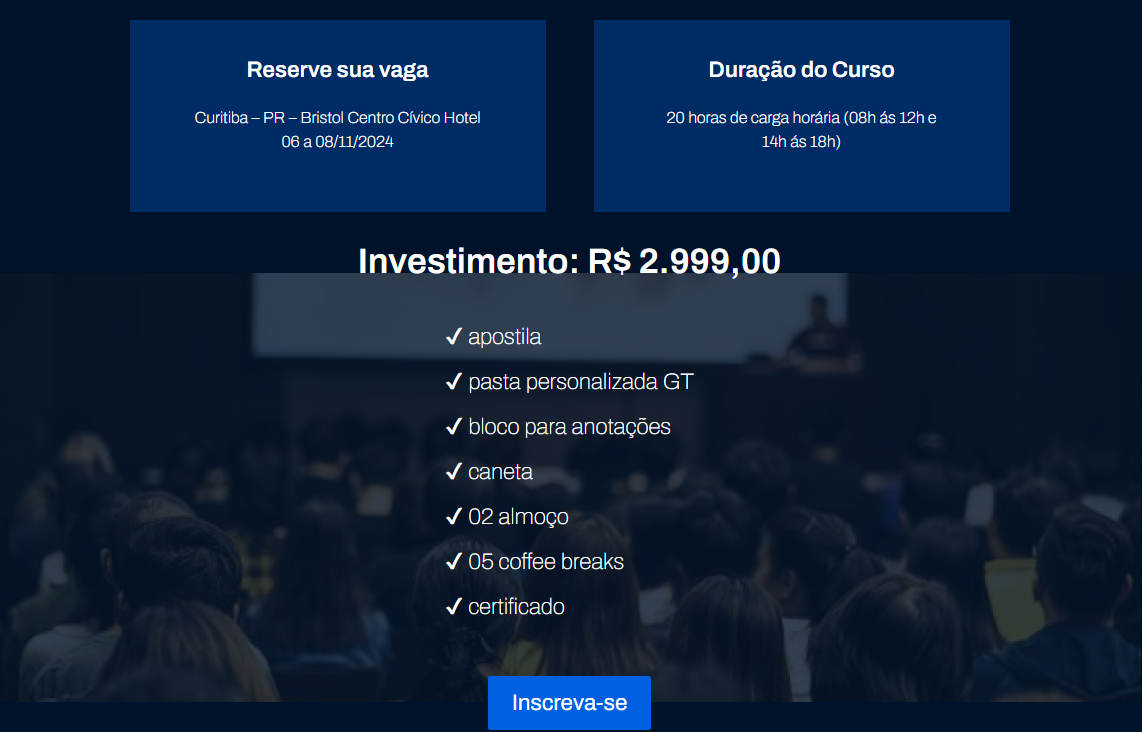 Reserve sua vaga
Curitiba – PR – Bristol Centro Cívico Hotel
06 a 08/11/2024
Duração do Curso
20 horas de carga horária (08h ás 12h e
14h ás 18h)
Investimento: R$ 2.999,00
✓ apostila
✓ pasta personalizada GT
✓ bloco para anotações
✓ caneta
✓ 02 almoço
✓ 05 coffee breaks
✓ certificado
Inscreva-se